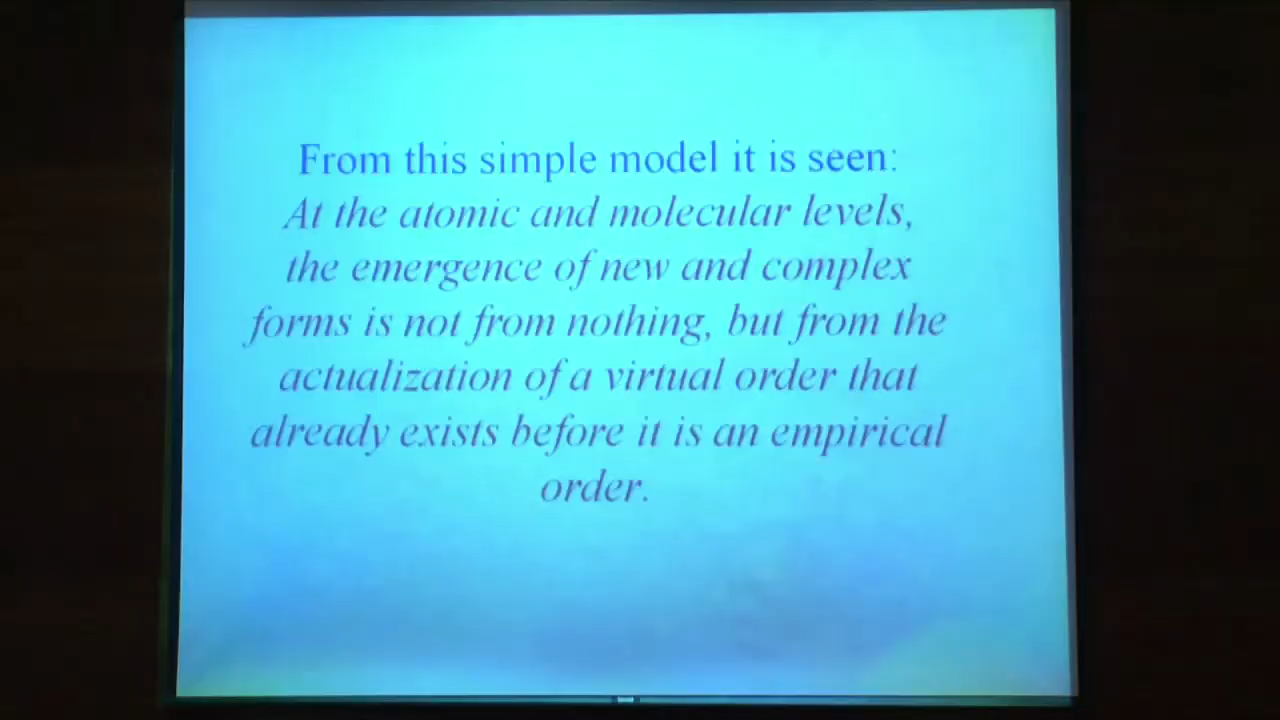 From this simple model it is seen:
At the atomic and molecular levels,
the emergence of new and complex
forms is not from nothing, but from the
actualization of a virtual order that
already exists before it is an empirical
order.